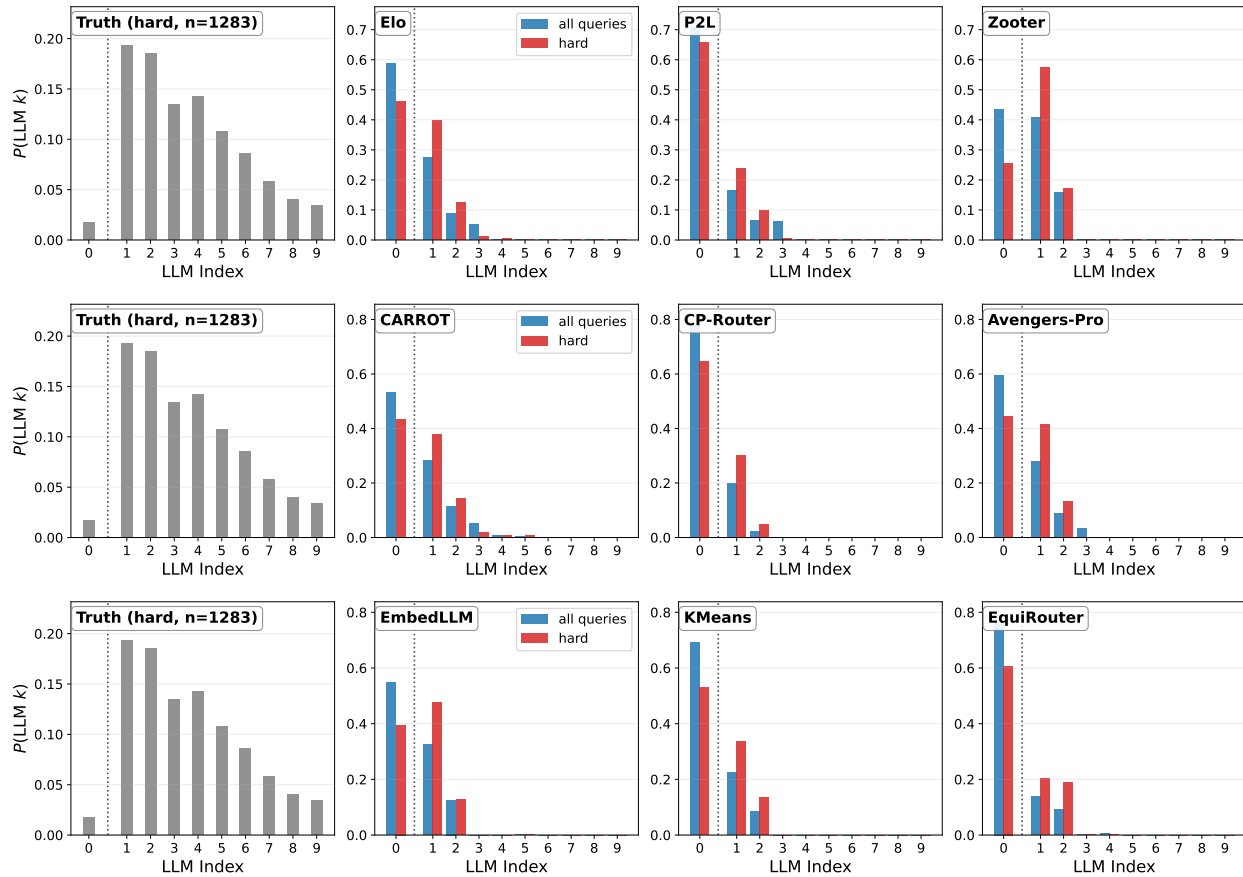 Truth (hard, n=1283)
P(LLM k)
0.20
0.15
0.10
0.05
0.00
0 1 2 3 4 5 6 7 8 9
LLM Index
Elo
all queries
hard
0.7
0.6
0.5
0.4
0.3
0.2
0.1
0.0
0 1 2 3 4 5 6 7 8 9
LLM Index
P2L
0.7
0.6
0.5
0.4
0.3
0.2
0.1
0.0
0 1 2 3 4 5 6 7 8 9
LLM Index
Zooter
0.7
0.6
0.5
0.4
0.3
0.2
0.1
0.0
0 1 2 3 4 5 6 7 8 9
LLM Index
Truth (hard, n=1283)
P(LLM k)
0.20
0.15
0.10
0.05
0.00
0 1 2 3 4 5 6 7 8 9
LLM Index
CARROT
all queries
hard
0.8
0.6
0.4
0.2
0.0
0 1 2 3 4 5 6 7 8 9
LLM Index
CP-Router
0.8
0.6
0.4
0.2
0.0
0 1 2 3 4 5 6 7 8 9
LLM Index
Avengers-Pro
0.8
0.6
0.4
0.2
0.0
0 1 2 3 4 5 6 7 8 9
LLM Index
Truth (hard, n=1283)
P(LLM k)
0.20
0.15
0.10
0.05
0.00
0 1 2 3 4 5 6 7 8 9
LLM Index
EmbedLLM
all queries
hard
0.8
0.6
0.4
0.2
0.0
0 1 2 3 4 5 6 7 8 9
LLM Index
KMeans
0.8
0.6
0.4
0.2
0.0
0 1 2 3 4 5 6 7 8 9
LLM Index
EquiRouter
0.8
0.6
0.4
0.2
0.0
0 1 2 3 4 5 6 7 8 9
LLM Index